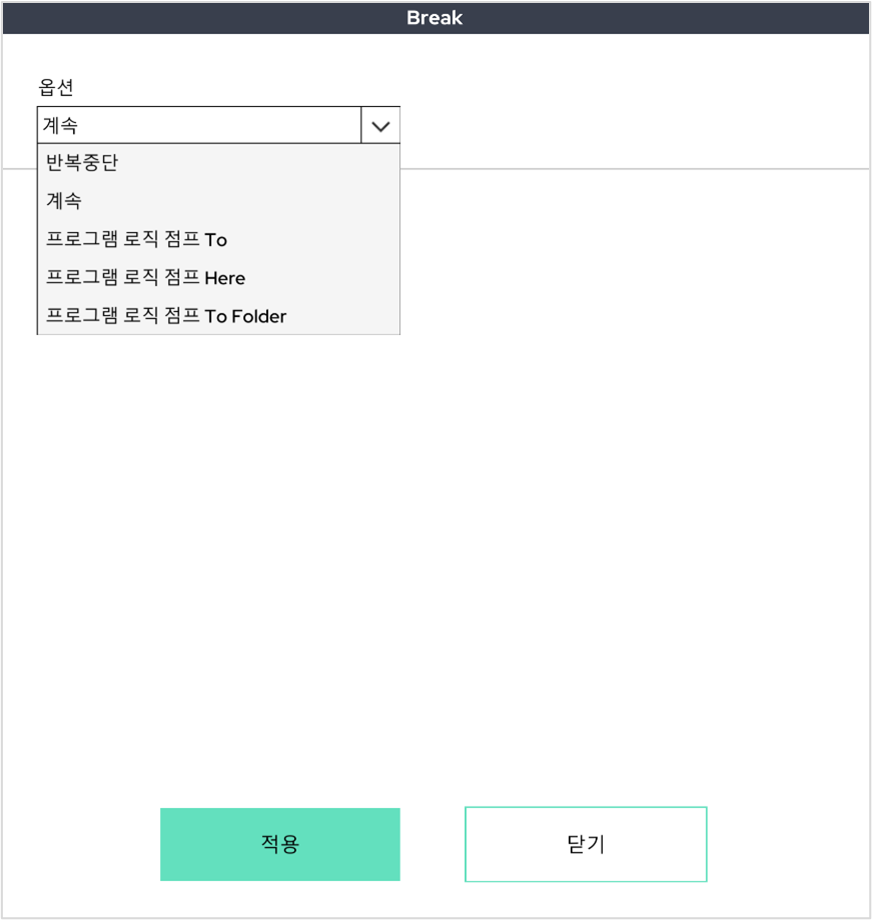 Break
옵션
계속
반복중단
계속
프로그램 로직 점프 To
프로그램 로직 점프 Here
프로그램 로직 점프 To Folder
적용
닫기